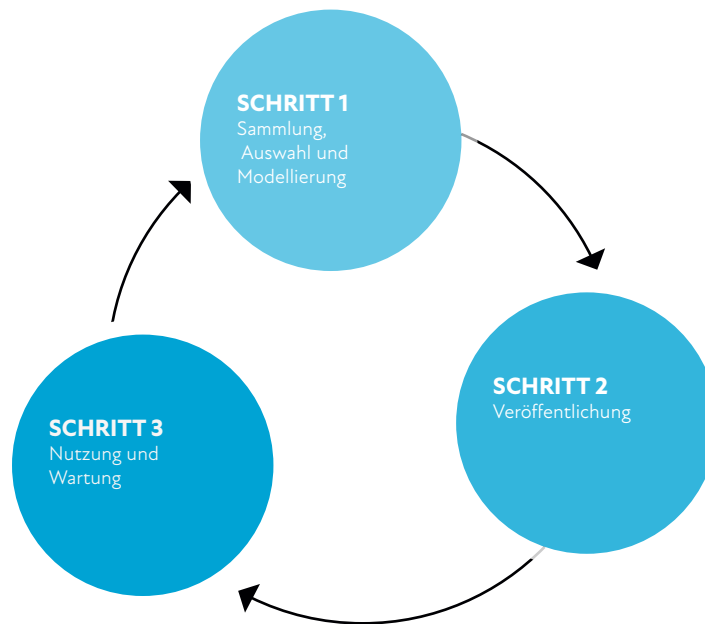 SCHRITT 1
Sammlung,
Auswahl und
Modellierung
SCHRITT 2
Veröffentlichung
SCHRITT 3
Nutzung und
Wartung